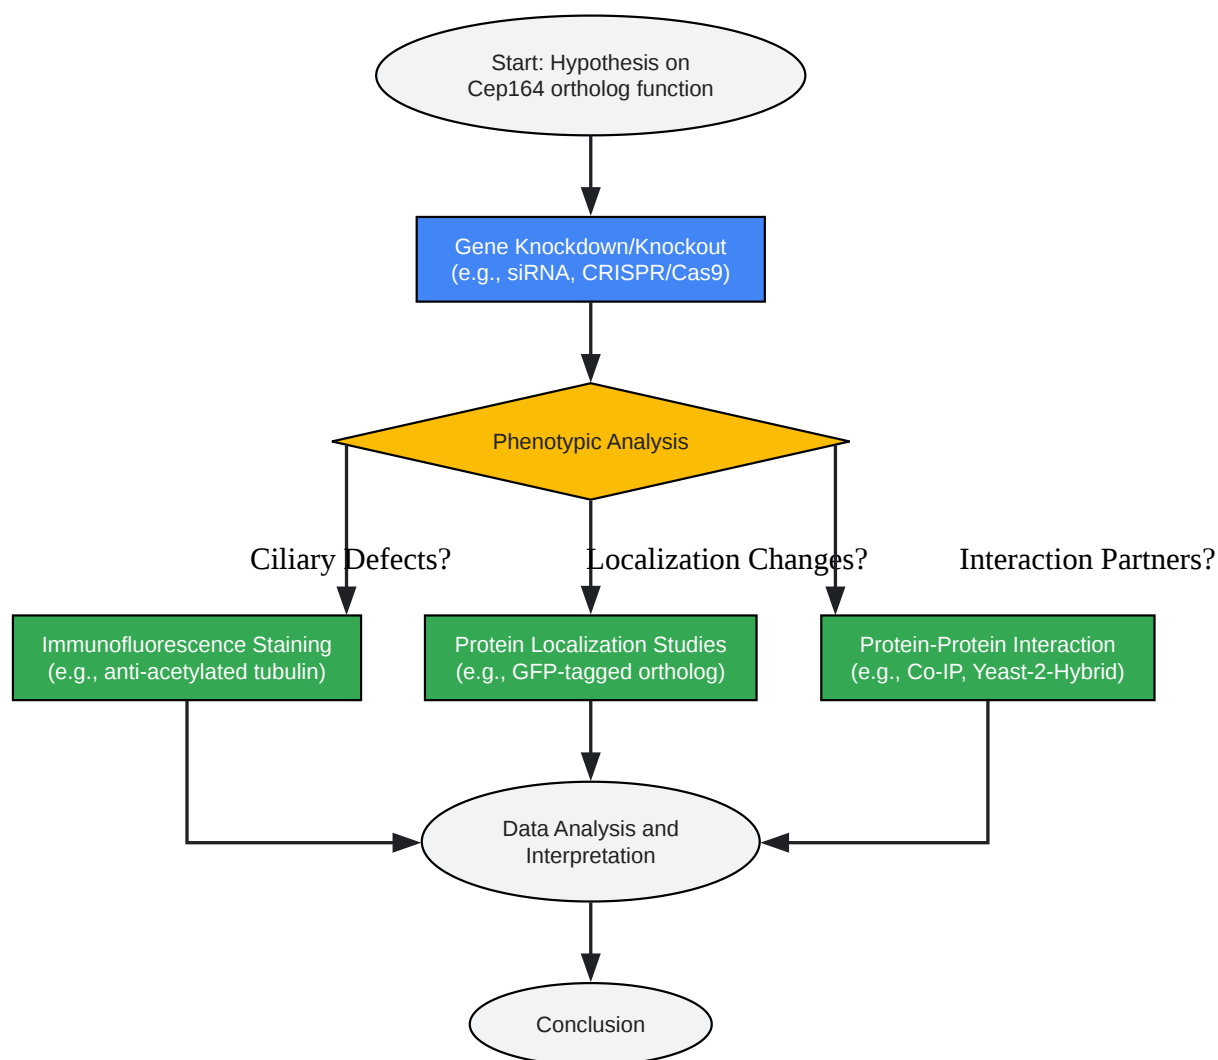 Start: Hypothesis on
Cep164 ortholog function
Gene Knockdown/Knockout
(e.g., siRNA, CRISPR/Cas9)
Phenotypic Analysis
Ciliary Defects?
Localization Changes?
Interaction Partners?
Immunofluorescence Staining
(e.g., anti-acetylated tubulin)
Protein Localization Studies
(e.g., GFP-tagged ortholog)
Protein-Protein Interaction
(e.g., Co-IP, Yeast-2-Hybrid)
Data Analysis and
Interpretation
Conclusion